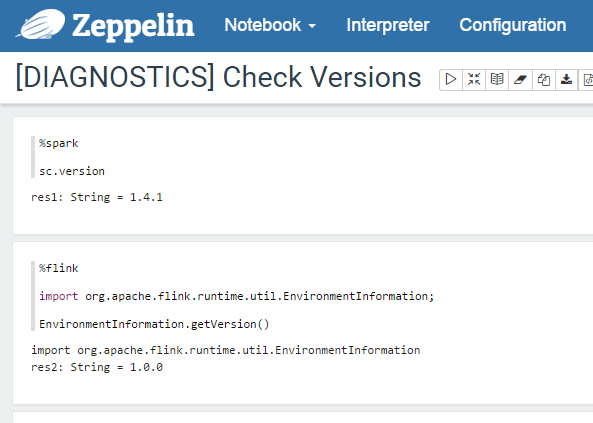 Zeppelin Notebook Interpreter Configuration
[DIAGNOSTICS] Check Versions
%spark
sc.version
res1: String = 1.4.1
%flink
import org.apache.flink.runtime.util.EnvironmentInformation;
EnvironmentInformation.getVersion()
import org.apache.flink.runtime.util.EnvironmentInformation
res2: String = 1.0.0